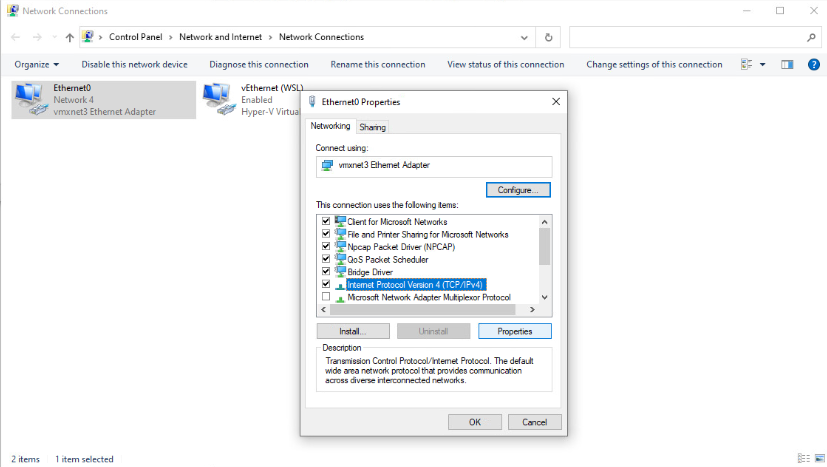 Network Connections
Control Panel > Network and Internet > Network Connections
Organize Disable this network device Diagnose this connection Rename this connection View status of this connection Change settings of this connection
Ethernet0
Network 4
vmxnet3 Ethernet Adapter
vEthernet (WSL)
Enabled
Hyper-V Virtua
Ethernet0 Properties
Networking Sharing
Connect using:
vmxnet3 Ethernet Adapter
Configure...
This connection uses the following items:
Client for Microsoft Networks
File and Printer Sharing for Microsoft Networks
Npcap Packet Driver (NPCAP)
QoS Packet Scheduler
Bridge Driver
Internet Protocol Version 4 (TCP/IPv4)
Microsoft Network Adapter Multiplexor Protocol
Install... Uninstall Properties
Description
Transmission Control Protocol/Internet Protocol. The default
wide area network protocol that provides communication
across diverse interconnected networks.
OK Cancel
2 items 1 item selected